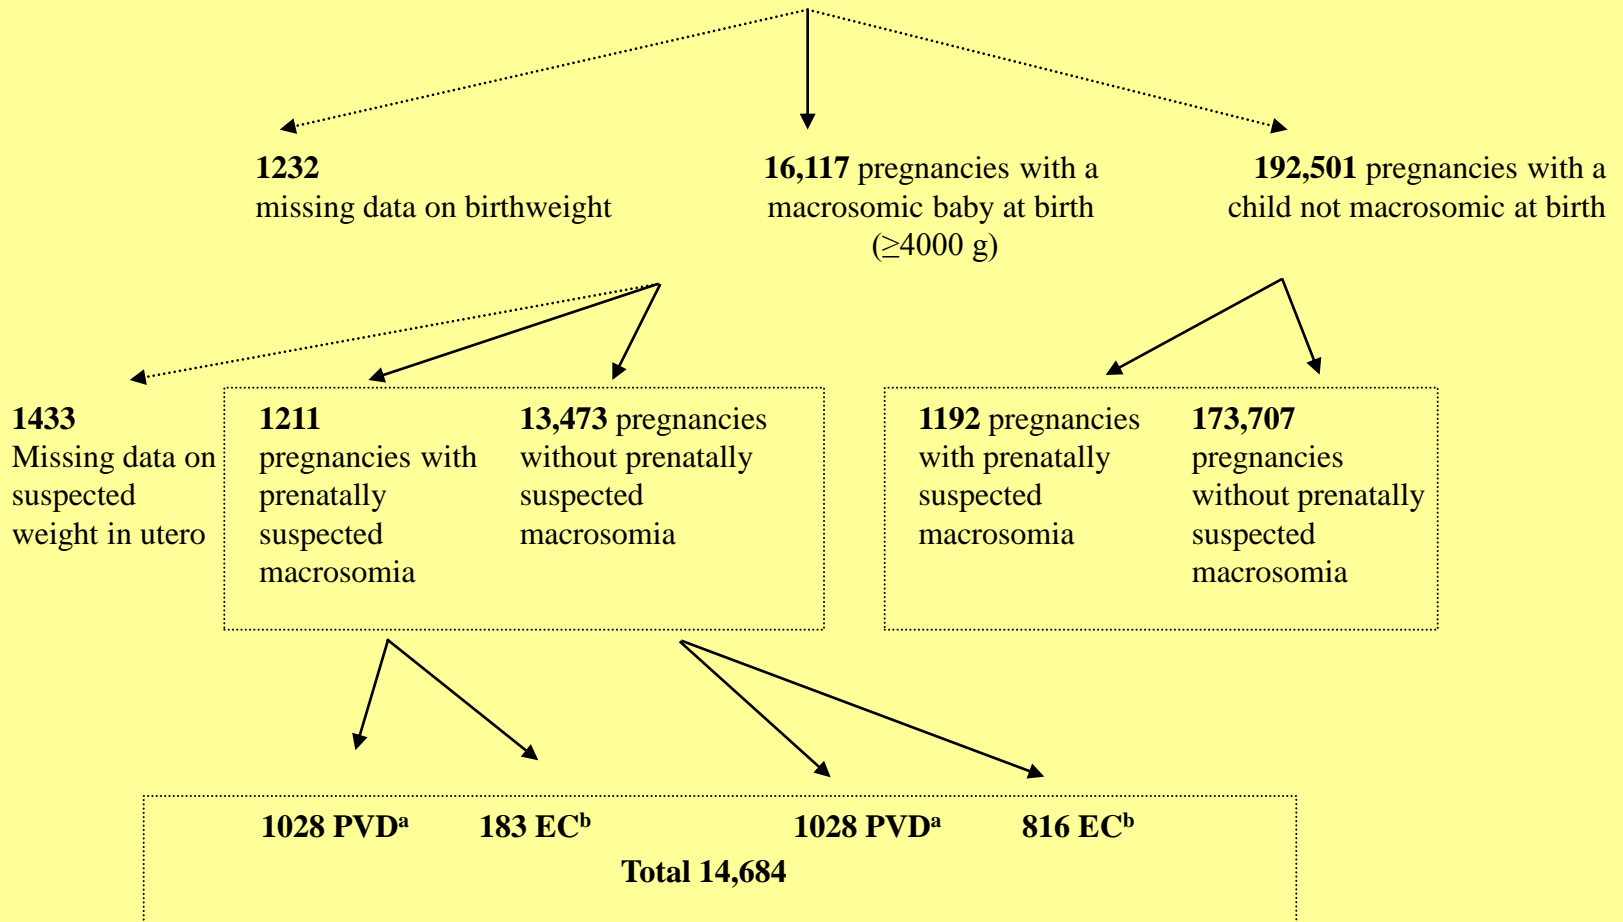 1232
missing data on birthweight
16,117 pregnancies with a
macrosomic baby at birth
(≥4000 g)
192,501 pregnancies with a
child not macrosomic at birth
1433
Missing data on
suspected
weight in utero
1211
pregnancies with
prenatally
suspected
macrosomia
13,473 pregnancies
without prenatally
suspected
macrosomia
1192 pregnancies
with prenatally
suspected
macrosomia
173,707
pregnancies
without prenatally
suspected
macrosomia
1028 PVDᵃ 183 ECᵇ 1028 PVDᵃ 816 ECᵇ
Total 14,684